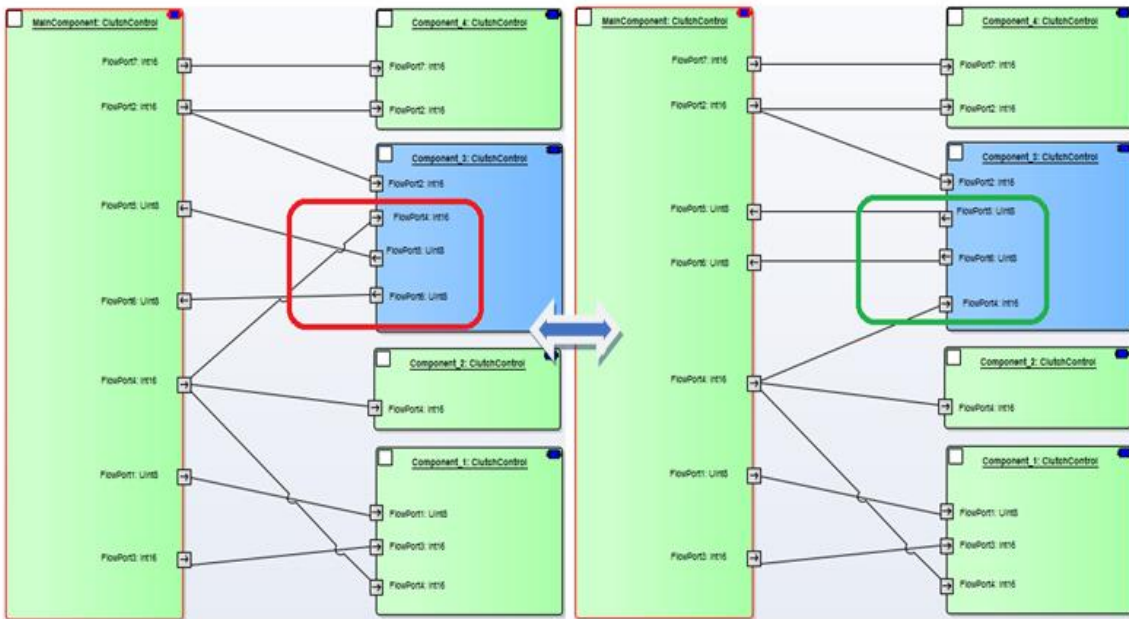 MainComponent: ClutchControl
FlowPort7: Int16
FlowPort2: Int16
FlowPort5: UInt8
FlowPort6: UInt8
FlowPort4: Int16
FlowPort1: UInt8
FlowPort3: Int16
Component_4: ClutchControl
FlowPort7: Int16
FlowPort2: Int16
Component_3: ClutchControl
FlowPort2: Int16
FlowPort4: Int16
FlowPort5: UInt8
FlowPort6: UInt8
Component_2: ClutchControl
FlowPort4: Int16
Component_1: ClutchControl
FlowPort1: UInt8
FlowPort3: Int16
FlowPort4: Int16
MainComponent: ClutchControl
FlowPort7: Int16
FlowPort2: Int16
FlowPort5: UInt8
FlowPort6: UInt8
FlowPort4: Int16
FlowPort1: UInt8
FlowPort3: Int16
Component_4: ClutchControl
FlowPort7: Int16
FlowPort2: Int16
Component_3: ClutchControl
FlowPort2: Int16
FlowPort5: UInt8
FlowPort6: UInt8
FlowPort4: Int16
Component_2: ClutchControl
FlowPort4: Int16
Component_1: ClutchControl
FlowPort1: UInt8
FlowPort3: Int16
FlowPort4: Int16